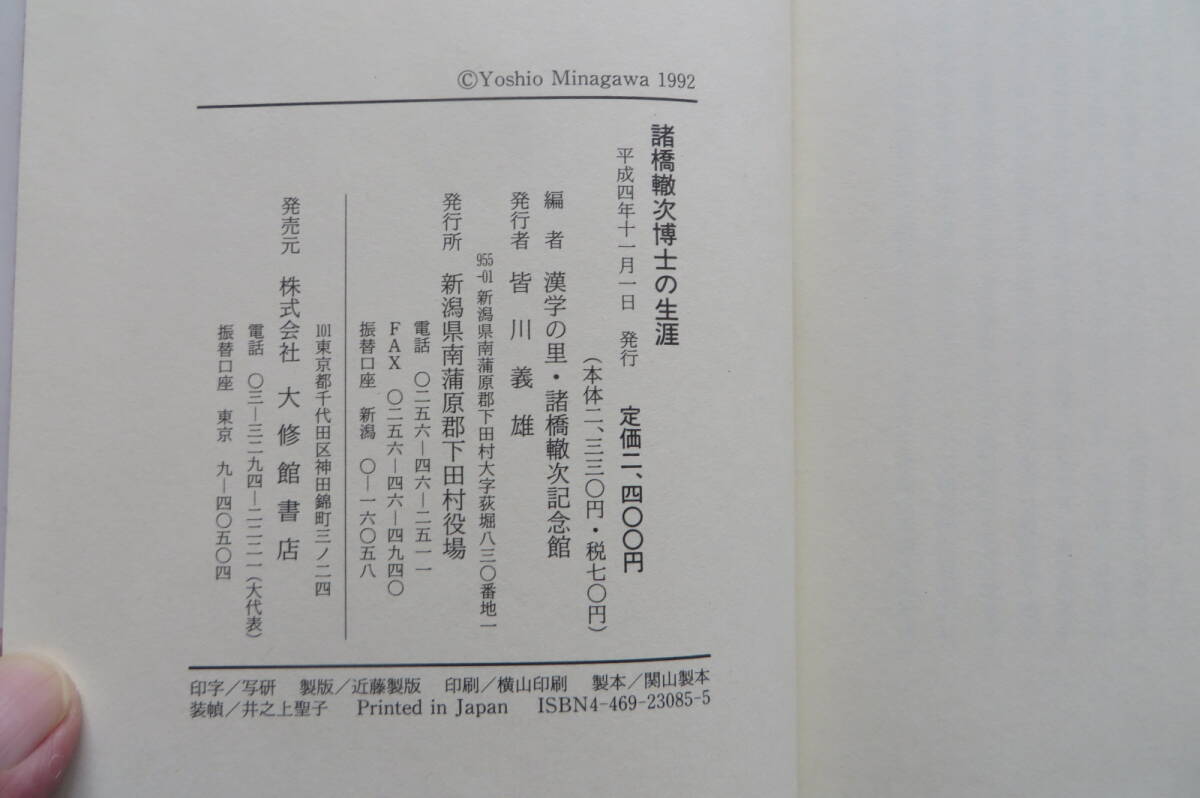 ©Yoshio Minagawa 1992
諸橋轍次博士の生涯
平成四年十一月一日 発行 定価二、四〇〇円
(本体二、三三〇円・税七〇円)
編者 漢学の里・諸橋轍次記念館
発行者 皆川義雄
955-01 新潟県南蒲原郡下田村大字荻堀八三〇番地一
発行所 新潟県南蒲原郡下田村役場
電話 〇二五六―四六―二五一一
FAX 〇二五六―四六―四九四〇
振替口座 新潟 〇―一六〇五八
101東京都千代田区神田錦町三ノ二四
発売元 株式会社 大修館書店
電話 〇三―三二九四―二二二一(大代表)
振替口座 東京 九―四〇五〇四
印字/写研 製版/近藤製版 印刷/横山印刷 製本/関山製本
装幀/井之上聖子 Printed in Japan ISBN4-469-23085-5